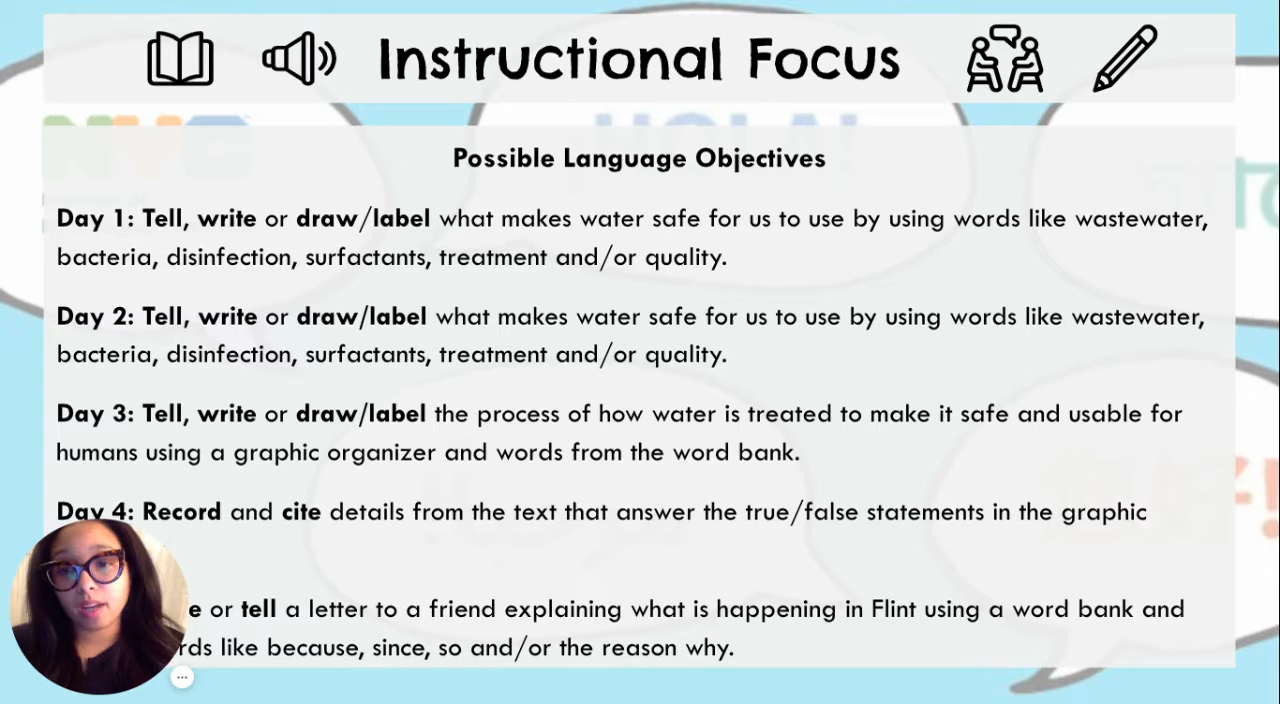 Instructional Focus
Possible Language Objectives
Day 1: Tell, write or draw/label what makes water safe for us to use by using words like wastewater,
bacteria, disinfection, surfactants, treatment and/or quality.
Day 2: Tell, write or draw/label what makes water safe for us to use by using words like wastewater,
bacteria, disinfection, surfactants, treatment and/or quality.
Day 3: Tell, write or draw/label the process of how water is treated to make it safe and usable for
humans using a graphic organizer and words from the word bank.
Day 4: Record and cite details from the text that answer the true/false statements in the graphic
or tell a letter to a friend explaining what is happening in Flint using a word bank and
like because, since, so and/or the reason why.